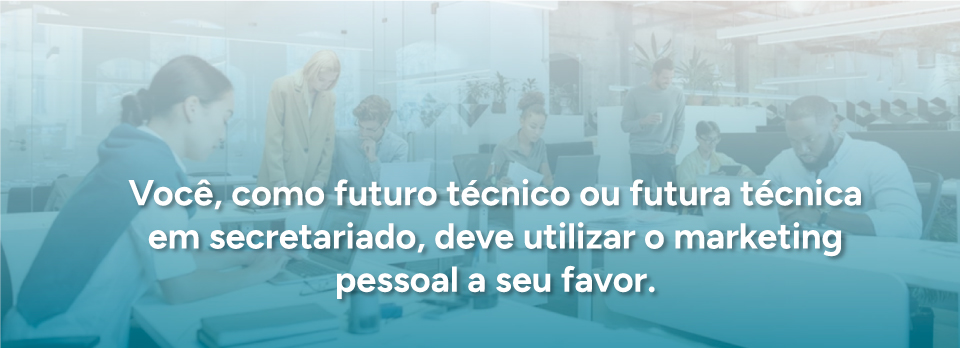 Você, como futuro técnico ou futura técnica
em secretariado, deve utilizar o marketing
pessoal a seu favor.